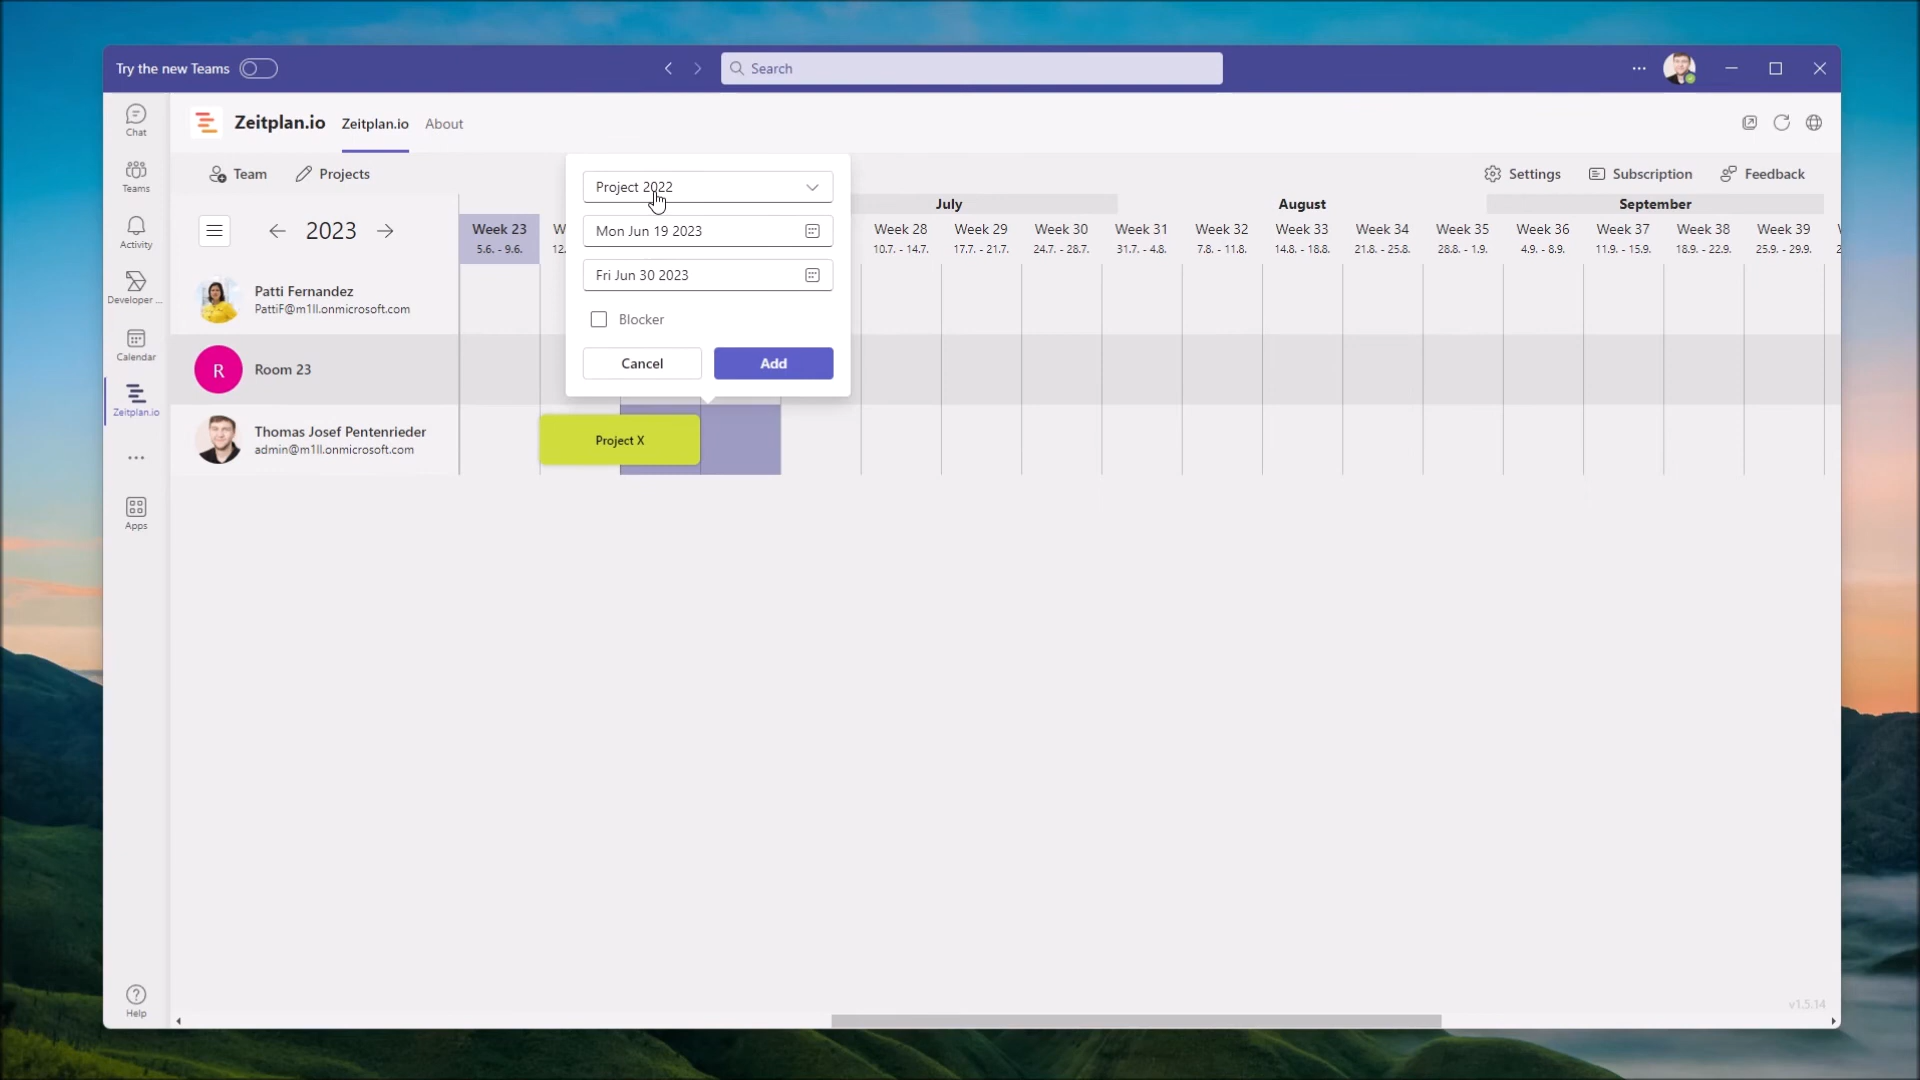 Try the new Teams
Search
Chat
Teams
Activity
Developer ...
Calendar
Zeitplan.io
Apps
Help
Zeitplan.io
Zeitplan.io
About
Team
Projects
Settings
Subscription
Feedback
2023
July
August
September
Week 23
5.6. - 9.6.
W
12.
Week 28
10.7. - 14.7.
Week 29
17.7. - 21.7.
Week 30
24.7. - 28.7.
Week 31
31.7. - 4.8.
Week 32
7.8. - 11.8.
Week 33
14.8. - 18.8.
Week 34
21.8. - 25.8.
Week 35
28.8. - 1.9.
Week 36
4.9. - 8.9.
Week 37
11.9. - 15.9.
Week 38
18.9. - 22.9.
Week 39
25.9. - 29.9.
Project 2022
Mon Jun 19 2023
Fri Jun 30 2023
Blocker
Cancel
Add
Patti Fernandez
PattiF@m1ll.onmicrosoft.com
R
Room 23
Thomas Josef Pentenrieder
admin@m1ll.onmicrosoft.com
Project X
v1.5.14